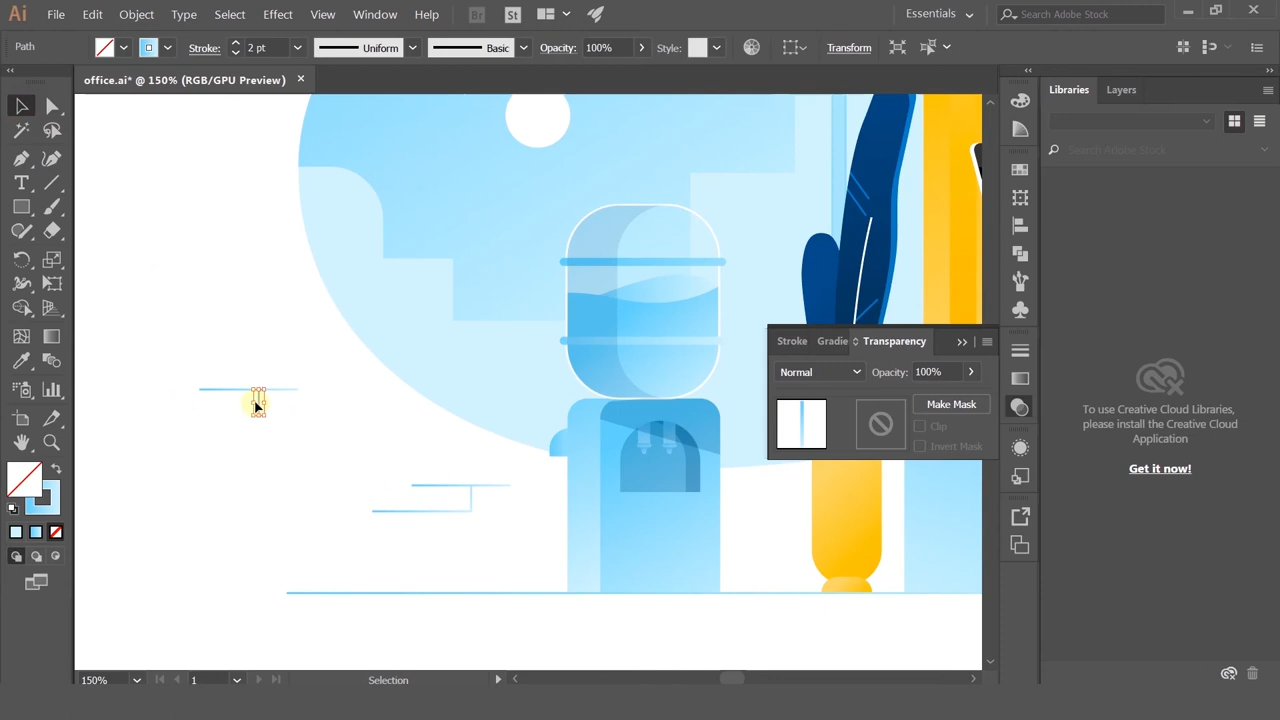 Ai File Edit Object Type Select Effect View Window Help Br St Essentials Search Adobe Stock
Path Stroke: 2 pt Uniform Basic Opacity: 100% Style: Transform
office.ai* @ 150% (RGB/GPU Preview)
Libraries Layers
Search Adobe Stock
Stroke Gradie Transparency
Normal Opacity: 100%
Make Mask
Clip
Invert Mask
To use Creative Cloud Libraries,
please install the Creative Cloud
Application
Get it now!
150% 1 Selection